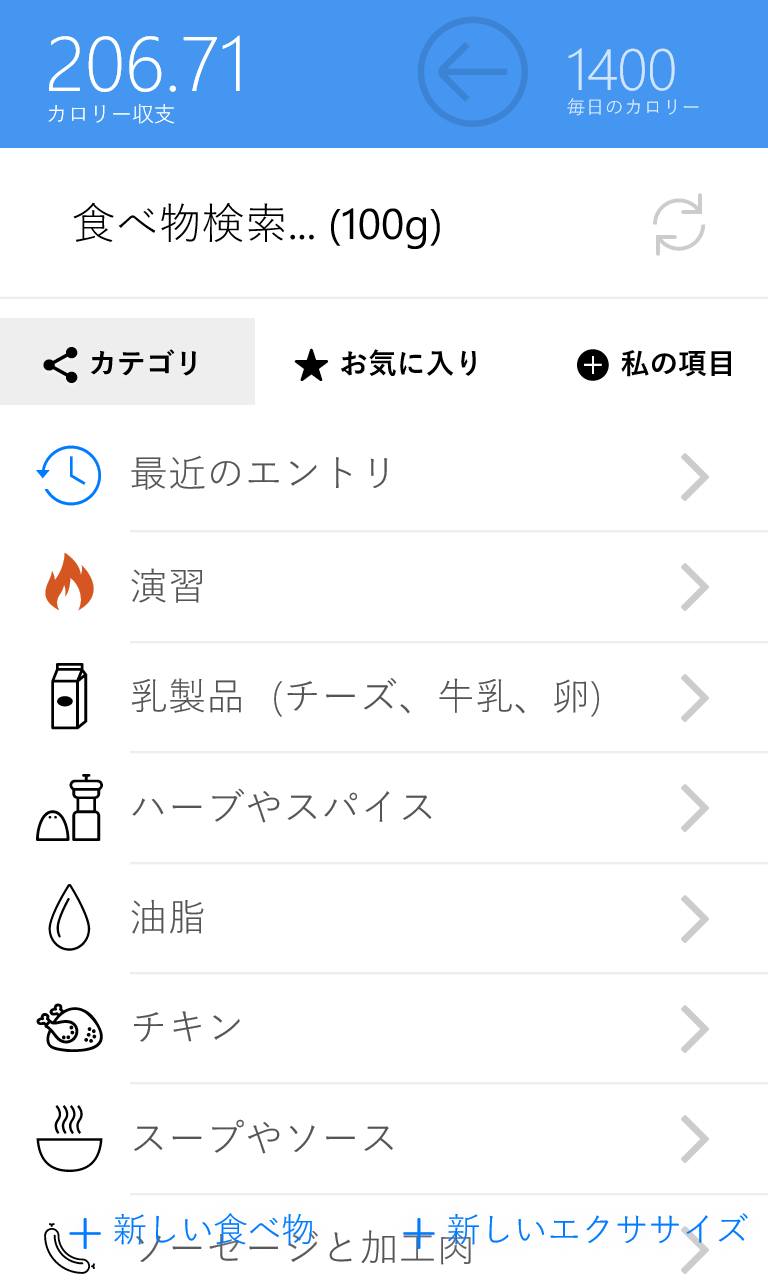 206.71
1400
カロリー収支
毎日のカロリー
食べ物検索... (100g)
カテゴリ
お気に入り
私の項目
最近のエントリ
演習
乳製品 (チーズ、牛乳、卵)
ハーブやスパイス
油脂
チキン
スープやソース
新しい食べ物
新しいエクササイズ
ソーセージと加工肉